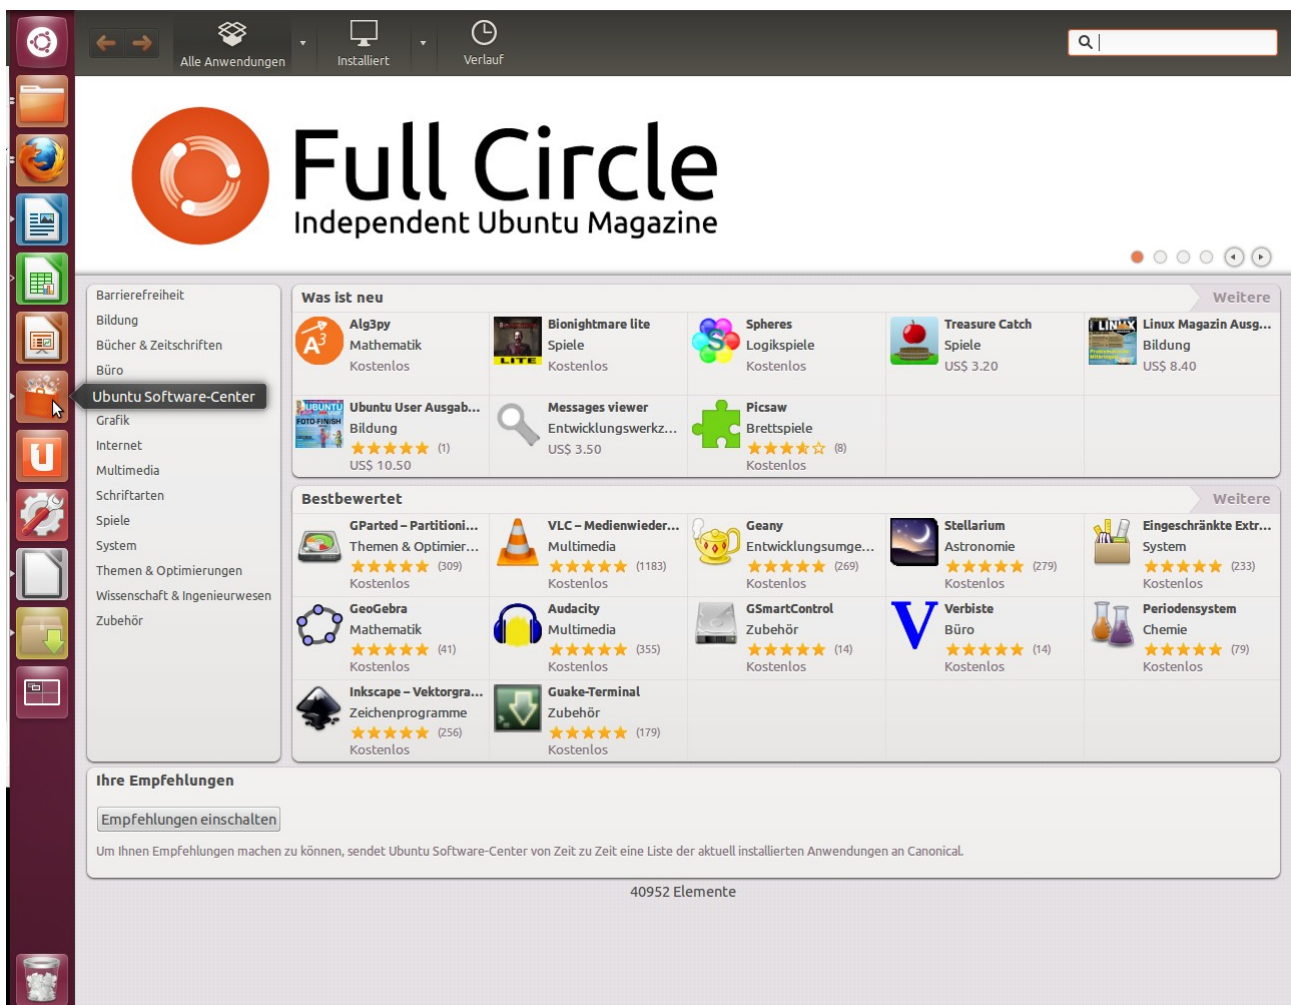 Alle Anwendungen
Installiert
Verlauf
Full Circle
Independent Ubuntu Magazine
Barrierefreiheit
Bildung
Bücher & Zeitschriften
Büro
Ubuntu Software-Center
Grafik
Internet
Multimedia
Schriftarten
Spiele
System
Themen & Optimierungen
Wissenschaft & Ingenieurwesen
Zubehör
Was ist neu
Weitere
Alg3py
Mathematik
Kostenlos
Bionightmare lite
Spiele
Kostenlos
Spheres
Logikspiele
Kostenlos
Treasure Catch
Spiele
US$ 3.20
Linux Magazin Ausg...
Bildung
US$ 8.40
Ubuntu User Ausgab...
Bildung
(1)
US$ 10.50
Messages viewer
Entwicklungswerkz...
US$ 3.50
Picsaw
Brettspiele
(8)
Kostenlos
Bestbewertet
Weitere
GParted – Partitioni...
Themen & Optimier...
(309)
Kostenlos
VLC – Medienwieder...
Multimedia
(1183)
Kostenlos
Geany
Entwicklungsumge...
(269)
Kostenlos
Stellarium
Astronomie
(279)
Kostenlos
Eingeschränkte Extr...
System
(233)
Kostenlos
GeoGebra
Mathematik
(41)
Kostenlos
Audacity
Multimedia
(355)
Kostenlos
GSmartControl
Zubehör
(14)
Kostenlos
Verbiste
Büro
(14)
Kostenlos
Periodensystem
Chemie
(79)
Kostenlos
Inkscape – Vektorgra...
Zeichenprogramme
(256)
Kostenlos
Guake-Terminal
Zubehör
(179)
Kostenlos
Ihre Empfehlungen
Empfehlungen einschalten
Um Ihnen Empfehlungen machen zu können, sendet Ubuntu Software-Center von Zeit zu Zeit eine Liste der aktuell installierten Anwendungen an Canonical.
40952 Elemente